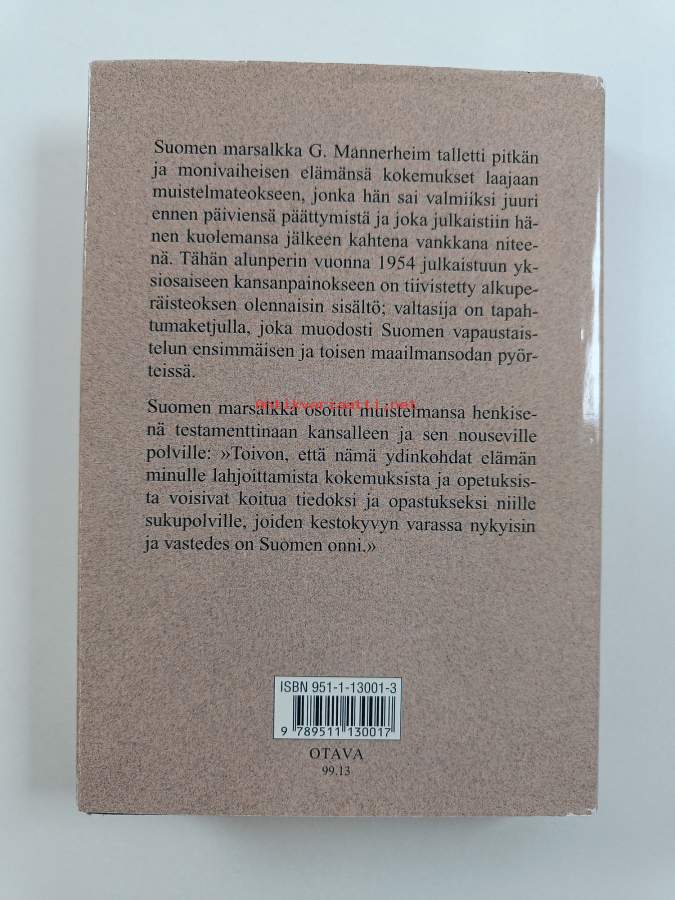 Suomen marsalkka G. Mannerheim talletti pitkän
ja monivaiheisen elämänsä kokemukset laajaan
muistelmateokseen, jonka hän sai valmiiksi juuri
ennen päiviensä päättymistä ja joka julkaistiin hä-
nen kuolemansa jälkeen kahtena vankkana nitee-
nä. Tähän alunperin vuonna 1954 julkaistuun yk-
siosaiseen kansanpainokseen on tiivistetty alkupe-
räisteoksen olennaisin sisältö; valtasija on tapah-
tumaketjulla, joka muodosti Suomen vapaustais-
telun ensimmäisen ja toisen maailmansodan pyör-
teissä.
antikvariaatti.net
Suomen marsalkka osoitti muistelmansa henkise-
nä testamenttinaan kansalleen ja sen nouseville
polville: »Toivon, että nämä ydinkohdat elämän
minulle lahjoittamista kokemuksista ja opetuksis-
ta voisivat koitua tiedoksi ja opastukseksi niille
sukupolville, joiden kestokyvyn varassa nykyisin
ja vastedes on Suomen onni.»
ISBN 951-1-13001-3
9 789511 130017
OTAVA
99.13